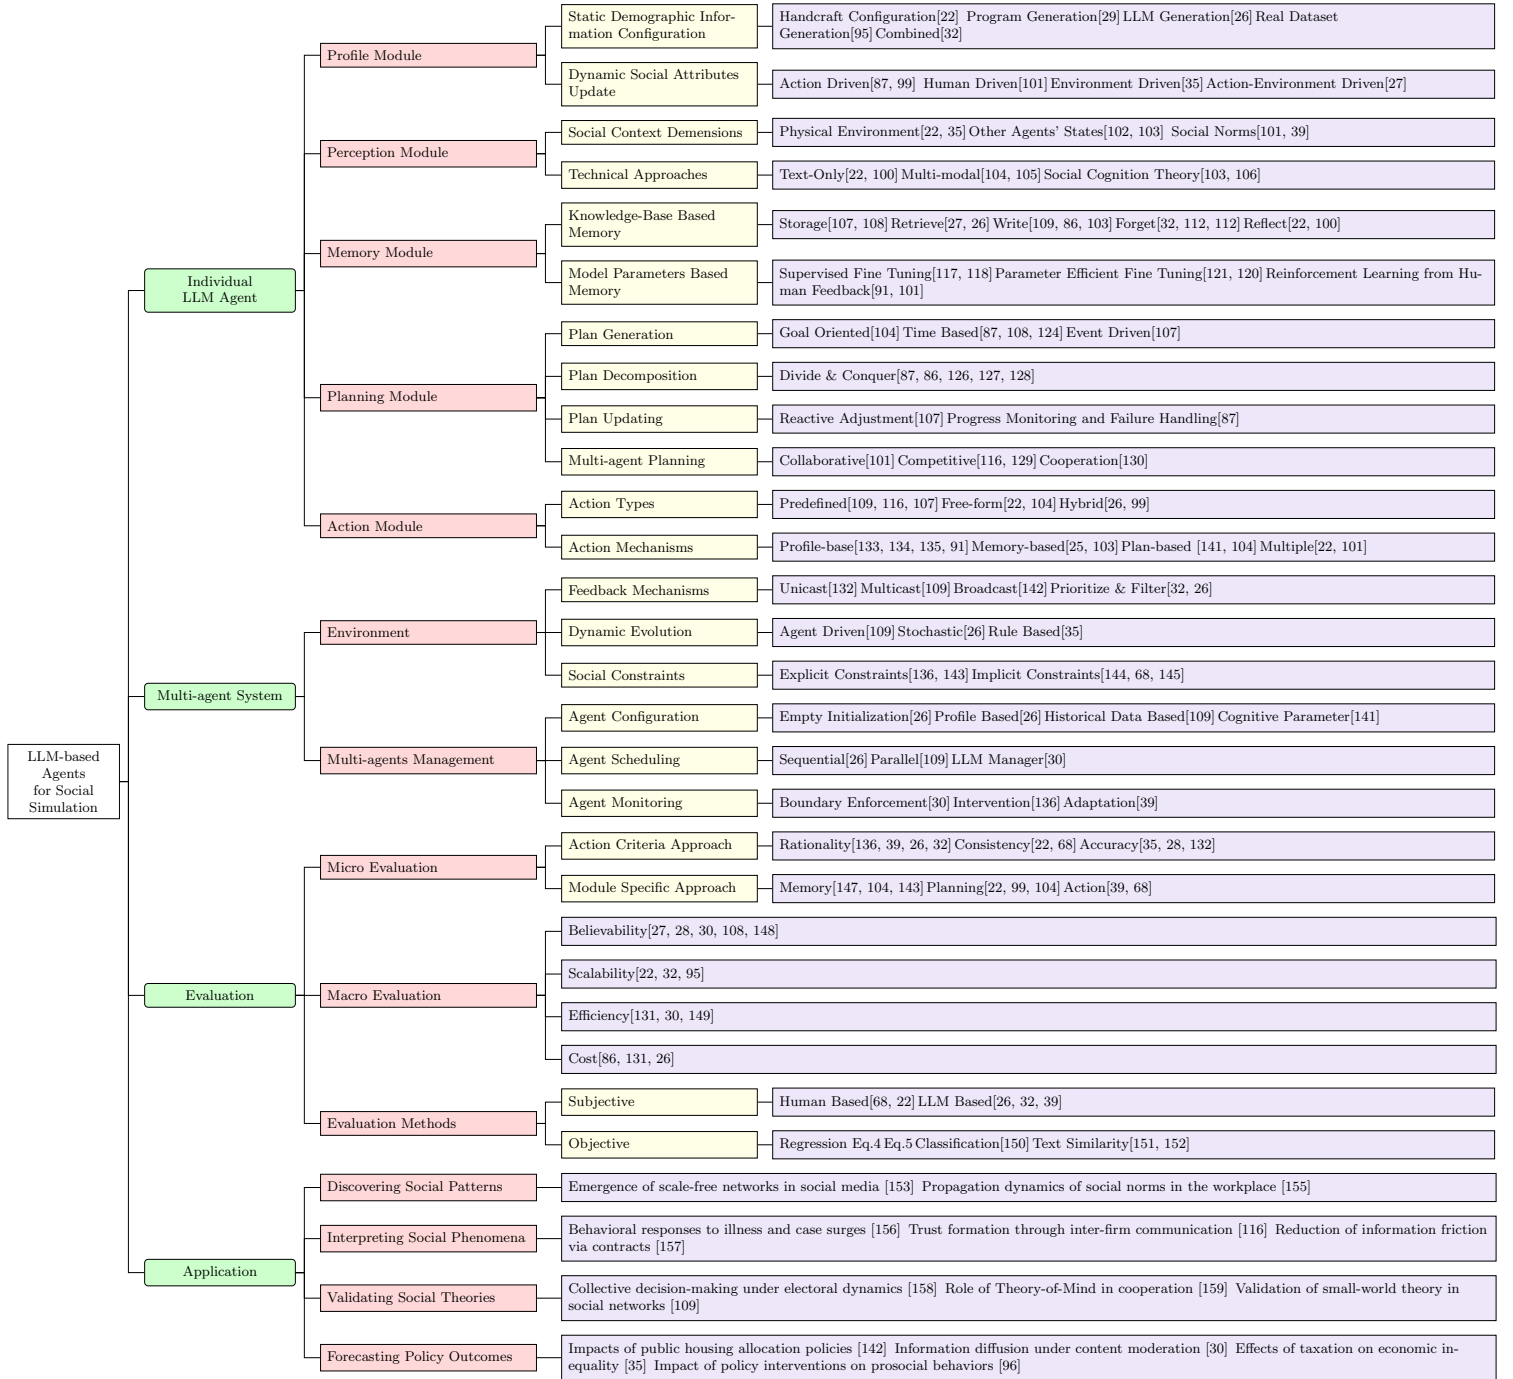 Static Demographic Infor-
mation Configuration
Handcraft Configuration[22] Program Generation[29] LLM Generation[26] Real Dataset
Generation[95] Combined[32]
Profile Module
Dynamic Social Attributes
Update
Action Driven[87, 99] Human Driven[101] Environment Driven[35] Action-Environment Driven[27]
Social Context Demensions
Physical Environment[22, 35] Other Agents' States[102, 103] Social Norms[101, 39]
Perception Module
Technical Approaches
Text-Only[22, 100] Multi-modal[104, 105] Social Cognition Theory[103, 106]
Knowledge-Base Based
Memory
Storage[107, 108] Retrieve[27, 26] Write[109, 86, 103] Forget[32, 112, 112] Reflect[22, 100]
Memory Module
Model Parameters Based
Memory
Supervised Fine Tuning[117, 118] Parameter Efficient Fine Tuning[121, 120] Reinforcement Learning from Hu-
man Feedback[91, 101]
Individual
LLM Agent
Plan Generation
Goal Oriented[104] Time Based[87, 108, 124] Event Driven[107]
Plan Decomposition
Divide & Conquer[87, 86, 126, 127, 128]
Planning Module
Plan Updating
Reactive Adjustment[107] Progress Monitoring and Failure Handling[87]
Multi-agent Planning
Collaborative[101] Competitive[116, 129] Cooperation[130]
Action Types
Predefined[109, 116, 107] Free-form[22, 104] Hybrid[26, 99]
Action Module
Action Mechanisms
Profile-base[133, 134, 135, 91] Memory-based[25, 103] Plan-based [141, 104] Multiple[22, 101]
Feedback Mechanisms
Unicast[132] Multicast[109] Broadcast[142] Prioritize & Filter[32, 26]
Environment
Dynamic Evolution
Agent Driven[109] Stochastic[26] Rule Based[35]
Social Constraints
Explicit Constraints[136, 143] Implicit Constraints[144, 68, 145]
Multi-agent System
Agent Configuration
Empty Initialization[26] Profile Based[26] Historical Data Based[109] Cognitive Parameter[141]
Multi-agents Management
Agent Scheduling
Sequential[26] Parallel[109] LLM Manager[30]
Agent Monitoring
Boundary Enforcement[30] Intervention[136] Adaptation[39]
LLM-based
Agents
for Social
Simulation
Action Criteria Approach
Rationality[136, 39, 26, 32] Consistency[22, 68] Accuracy[35, 28, 132]
Micro Evaluation
Module Specific Approach
Memory[147, 104, 143] Planning[22, 99, 104] Action[39, 68]
Believability[27, 28, 30, 108, 148]
Scalability[22, 32, 95]
Evaluation
Macro Evaluation
Efficiency[131, 30, 149]
Cost[86, 131, 26]
Subjective
Human Based[68, 22] LLM Based[26, 32, 39]
Evaluation Methods
Objective
Regression Eq.4 Eq.5 Classification[150] Text Similarity[151, 152]
Discovering Social Patterns
Emergence of scale-free networks in social media [153] Propagation dynamics of social norms in the workplace [155]
Interpreting Social Phenomena
Behavioral responses to illness and case surges [156] Trust formation through inter-firm communication [116] Reduction of information friction
via contracts [157]
Application
Validating Social Theories
Collective decision-making under electoral dynamics [158] Role of Theory-of-Mind in cooperation [159] Validation of small-world theory in
social networks [109]
Forecasting Policy Outcomes
Impacts of public housing allocation policies [142] Information diffusion under content moderation [30] Effects of taxation on economic in-
equality [35] Impact of policy interventions on prosocial behaviors [96]